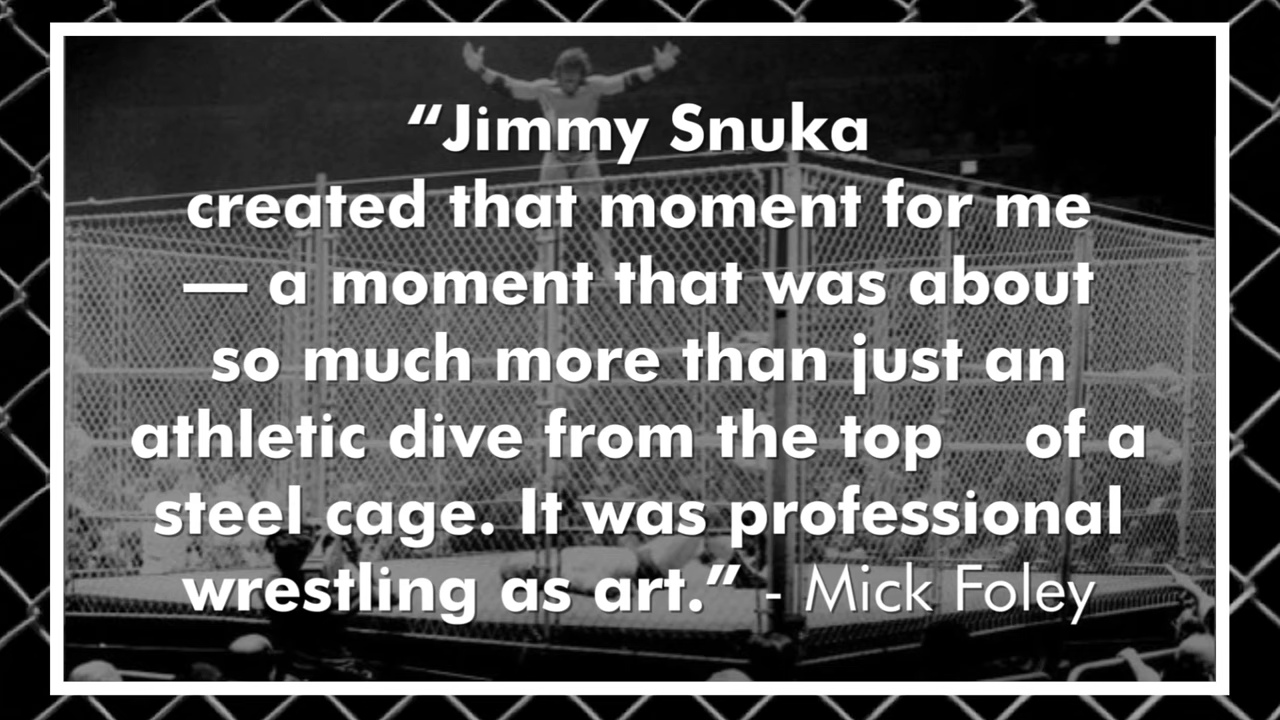 “Jimmy Snuka
created that moment for me
— a moment that was about
so much more than just an
athletic dive from the top of a
steel cage. It was professional
wrestling as art.” - Mick Foley